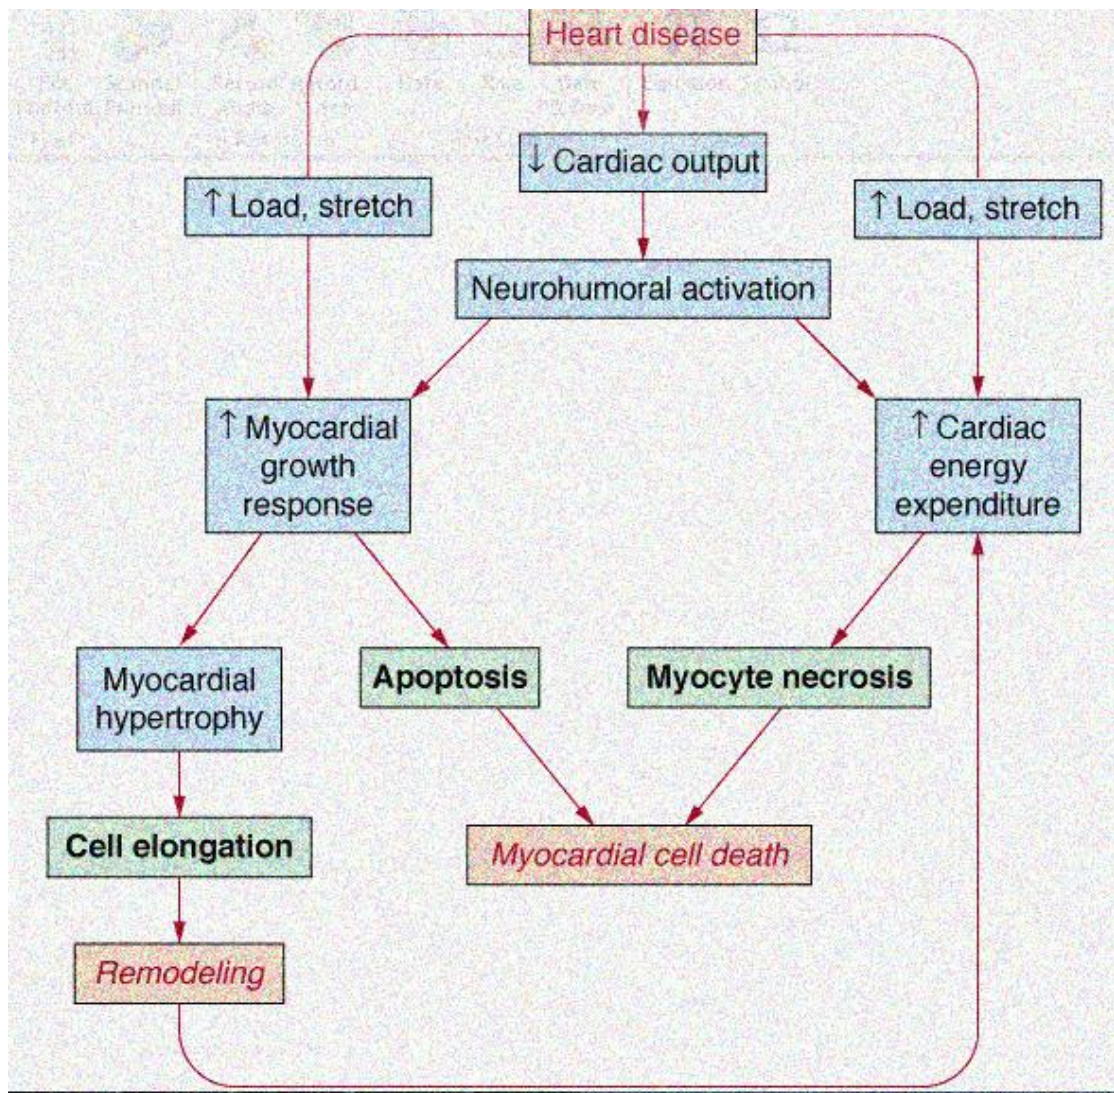 Heart disease
↓ Cardiac output
↑ Load, stretch
↑ Load, stretch
Neurohumoral activation
↑ Myocardial
growth
response
↑ Cardiac
energy
expenditure
Myocardial
hypertrophy
Apoptosis
Myocyte necrosis
Cell elongation
Myocardial cell death
Remodeling